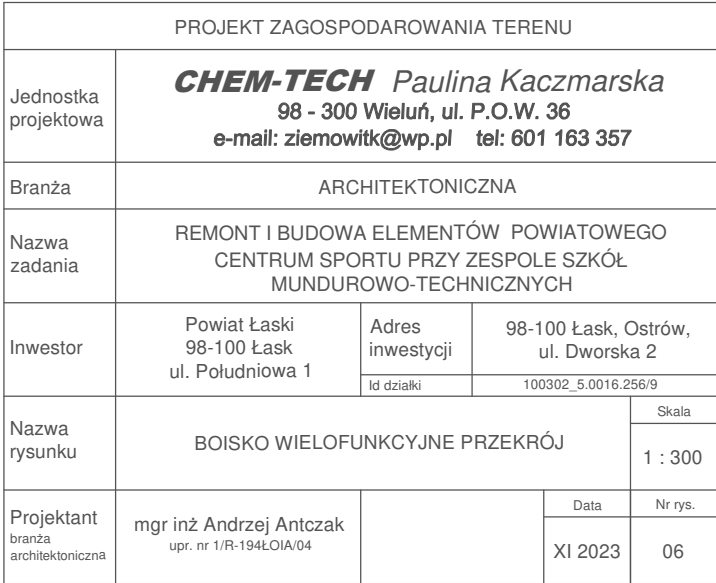 PROJEKT ZAGOSPODAROWANIA TERENU
Jednostka
projektowa
CHEM-TECH Paulina Kaczmarska
98 - 300 Wieluń, ul. P.O.W. 36
e-mail: ziemowitk@wp.pl tel: 601 163 357
Branża
ARCHITEKTONICZNA
Nazwa
zadania
REMONT I BUDOWA ELEMENTÓW POWIATOWEGO
CENTRUM SPORTU PRZY ZESPOLE SZKÓŁ
MUNDUROWO-TECHNICZNYCH
Inwestor
Powiat Łaski
98-100 Łask
ul. Południowa 1
Adres
inwestycji
98-100 Łask, Ostrów,
ul. Dworska 2
Id działki
100302_5.0016.256/9
Nazwa
rysunku
BOISKO WIELOFUNKCYJNE PRZEKRÓJ
Skala
1 : 300
Projektant
branża
architektoniczna
mgr inż Andrzej Antczak
upr. nr 1/R-194ŁOIA/04
Data
XI 2023
Nr rys.
06